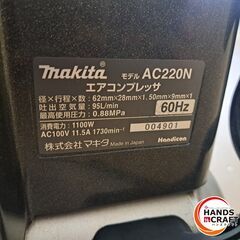 makita モデル AC220N
エアコンプレッサ
径×行程×数：62mm×28mm×1.50mm×9mm×1
吐出空気量：95L/min
最高使用圧力：0.88MPa
60Hz
消費電力：1100W
AC100V 11.5A 1730min⁻¹
004901
株式会社マキタ Made in Japan
Handicon
HANDS CRAFT